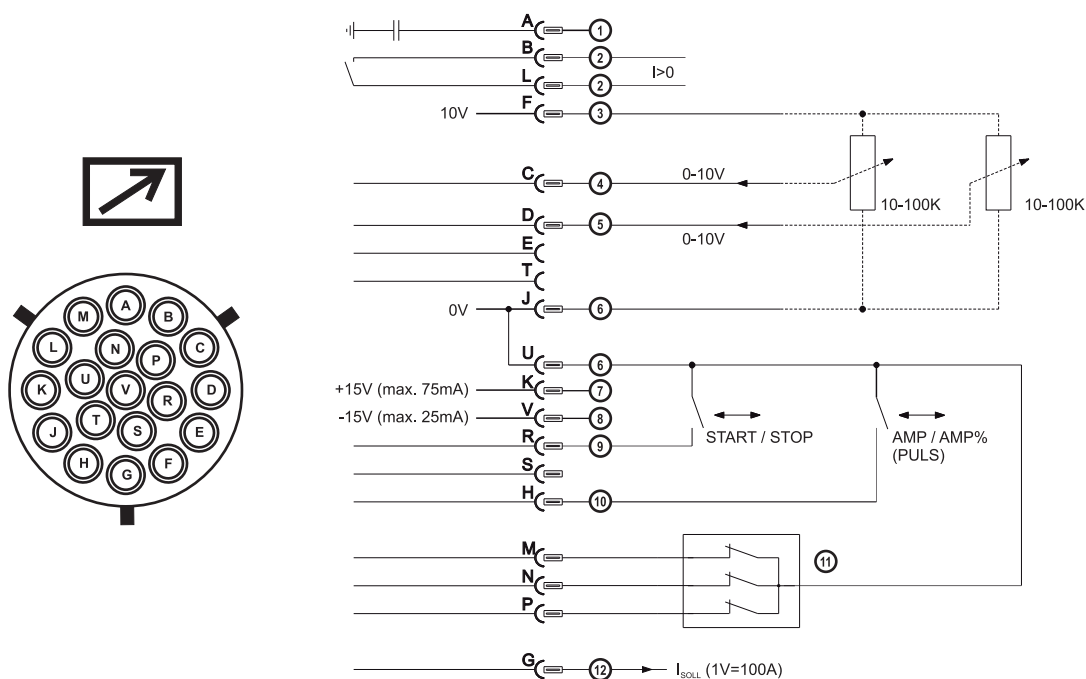 A 1
B 2
I>0
L 2
10V F 3
C 4 0-10V
10-100K 10-100K
D 5
0-10V
E
T
0V J 6
U 6
+15V (max. 75mA) K 7
-15V (max. 25mA) V 8
START / STOP AMP / AMP%
(PULS)
R 9
S
H 10
M 11
N
P
G 12 ISOLL (1V=100A)
A
M B
L N P C
K U V R D
J T S E
H F
G